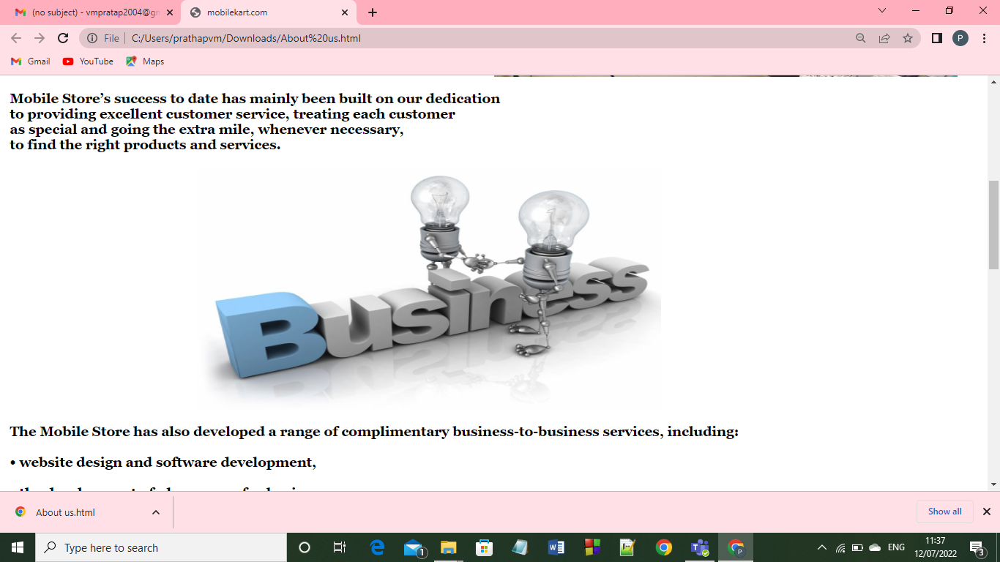 (no subject) - vmpratap2004@gm
mobilekart.com
File
C:/Users/prathapvm/Downloads/About%20us.html
P
Gmail
YouTube
Maps
Mobile Store’s success to date has mainly been built on our dedication
to providing excellent customer service, treating each customer
as special and going the extra mile, whenever necessary,
to find the right products and services.
Business
The Mobile Store has also developed a range of complimentary business-to-business services, including:
• website design and software development,
About us.html
Show all
Type here to search
1
ENG
11:37
12/07/2022
3